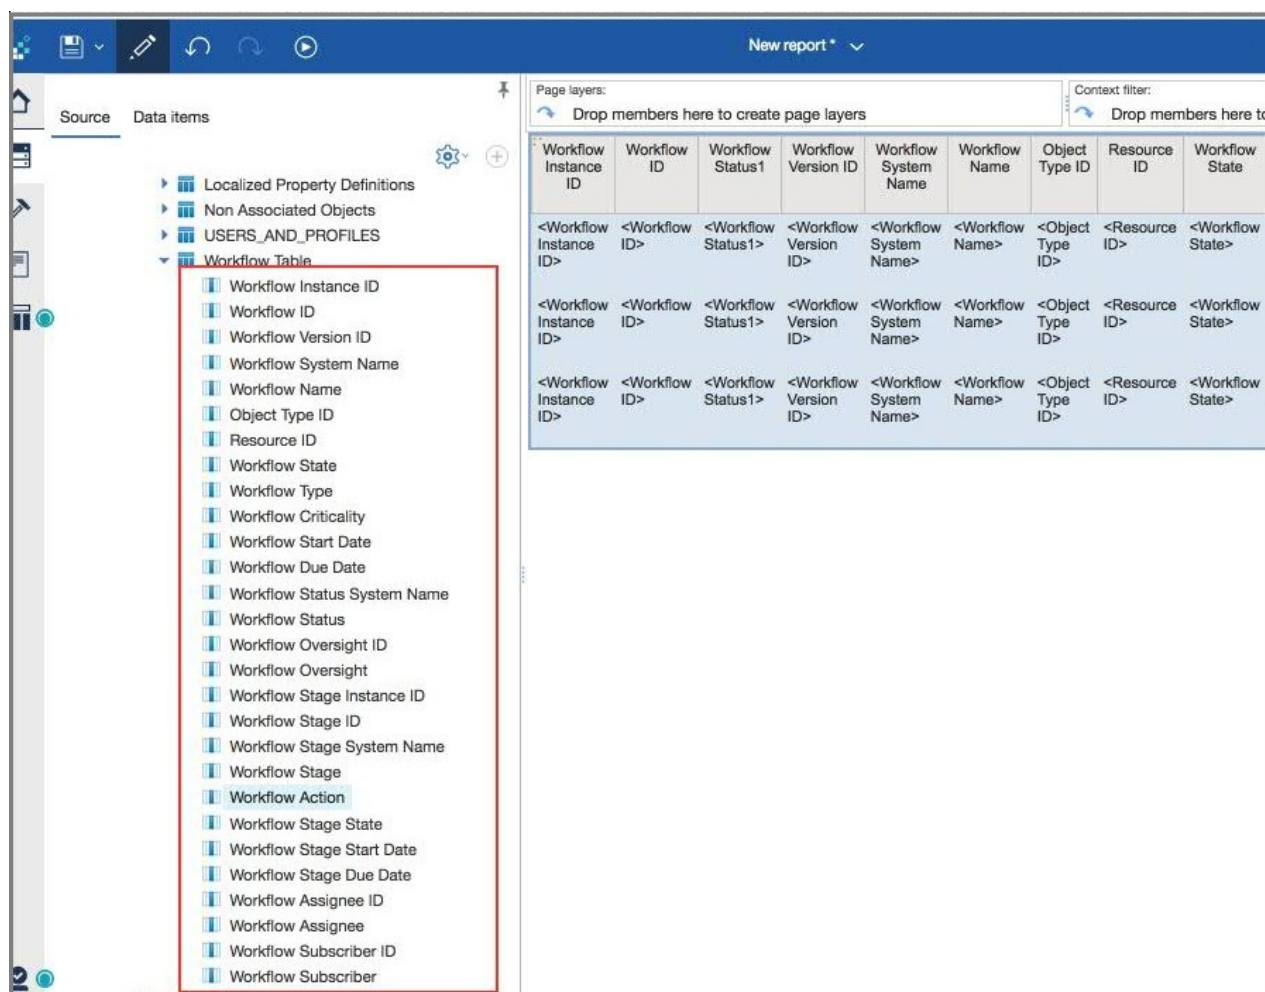 New report *
Source
Data items
Page layers:
Drop members here to create page layers
Context filter:
Drop members here to
Localized Property Definitions
Non Associated Objects
USERS_AND_PROFILES
Workflow Table
Workflow Instance ID
Workflow ID
Workflow Version ID
Workflow System Name
Workflow Name
Object Type ID
Resource ID
Workflow State
Workflow Type
Workflow Criticality
Workflow Start Date
Workflow Due Date
Workflow Status System Name
Workflow Status
Workflow Oversight ID
Workflow Oversight
Workflow Stage Instance ID
Workflow Stage ID
Workflow Stage System Name
Workflow Stage
Workflow Action
Workflow Stage State
Workflow Stage Start Date
Workflow Stage Due Date
Workflow Assignee ID
Workflow Assignee
Workflow Subscriber ID
Workflow Subscriber
Workflow Workflow Workflow Workflow Workflow Workflow Object Resource Workflow
Instance ID Status1 Version ID System Name Type ID ID State
ID Name
<Workflow <Workflow <Workflow <Workflow <Workflow <Workflow <Object <Resource <Workflow
Instance ID> Status1> Version System Name> Type ID> State>
ID> ID> Name> ID>
<Workflow <Workflow <Workflow <Workflow <Workflow <Workflow <Object <Resource <Workflow
Instance ID> Status1> Version System Name> Type ID> State>
ID> ID> Name> ID>
<Workflow <Workflow <Workflow <Workflow <Workflow <Workflow <Object <Resource <Workflow
Instance ID> Status1> Version System Name> Type ID> State>
ID> ID> Name> ID>